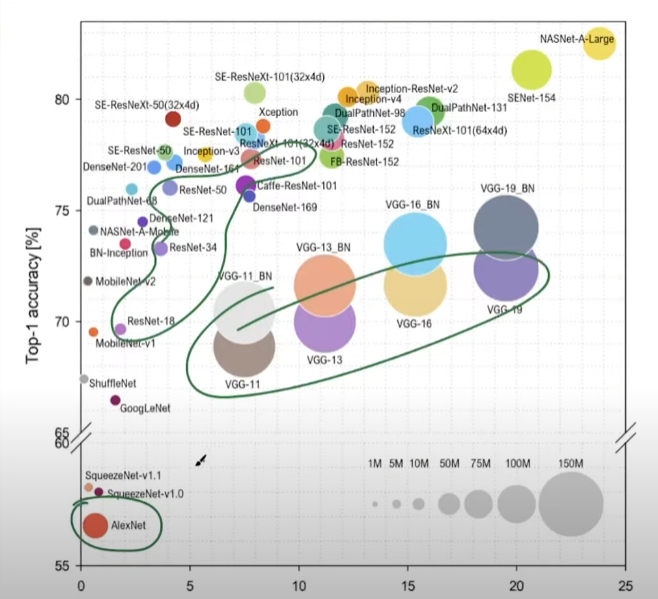 NASNet-A-Large
SENet-154
SE-ResNeXt-101(32x4d)
Inception-ResNet-v2
80
Inception-v4
SE-ResNeXt-50(32x4d)
DualPathNet-131
Xception
DualPathNet-98
SE-ResNet-101
SE-ResNet-152
ResNeXt-101(64x4d)
ResNeXt-101(32x4d)
ResNet-152
SE-ResNet-50
Inception-v3
ResNet-101
FB-ResNet-152
DenseNet-201
DenseNet-161
ResNet-50
Caffe-ResNet-101
VGG-19_BN
DualPathNet-68
DenseNet-169
VGG-16_BN
75
DenseNet-121
NASNet-A-Mobile
ResNet-34
VGG-13_BN
BN-Inception
MobileNet-v2
VGG-11_BN
Top-1 accuracy [%]
VGG-19
VGG-16
70
ResNet-18
MobileNet-v1
VGG-13
VGG-11
ShuffleNet
GoogLeNet
65
60
1M 5M 10M 50M 75M 100M 150M
SqueezeNet-v1.1
SqueezeNet-v1.0
AlexNet
55
0 5 10 15 20 25